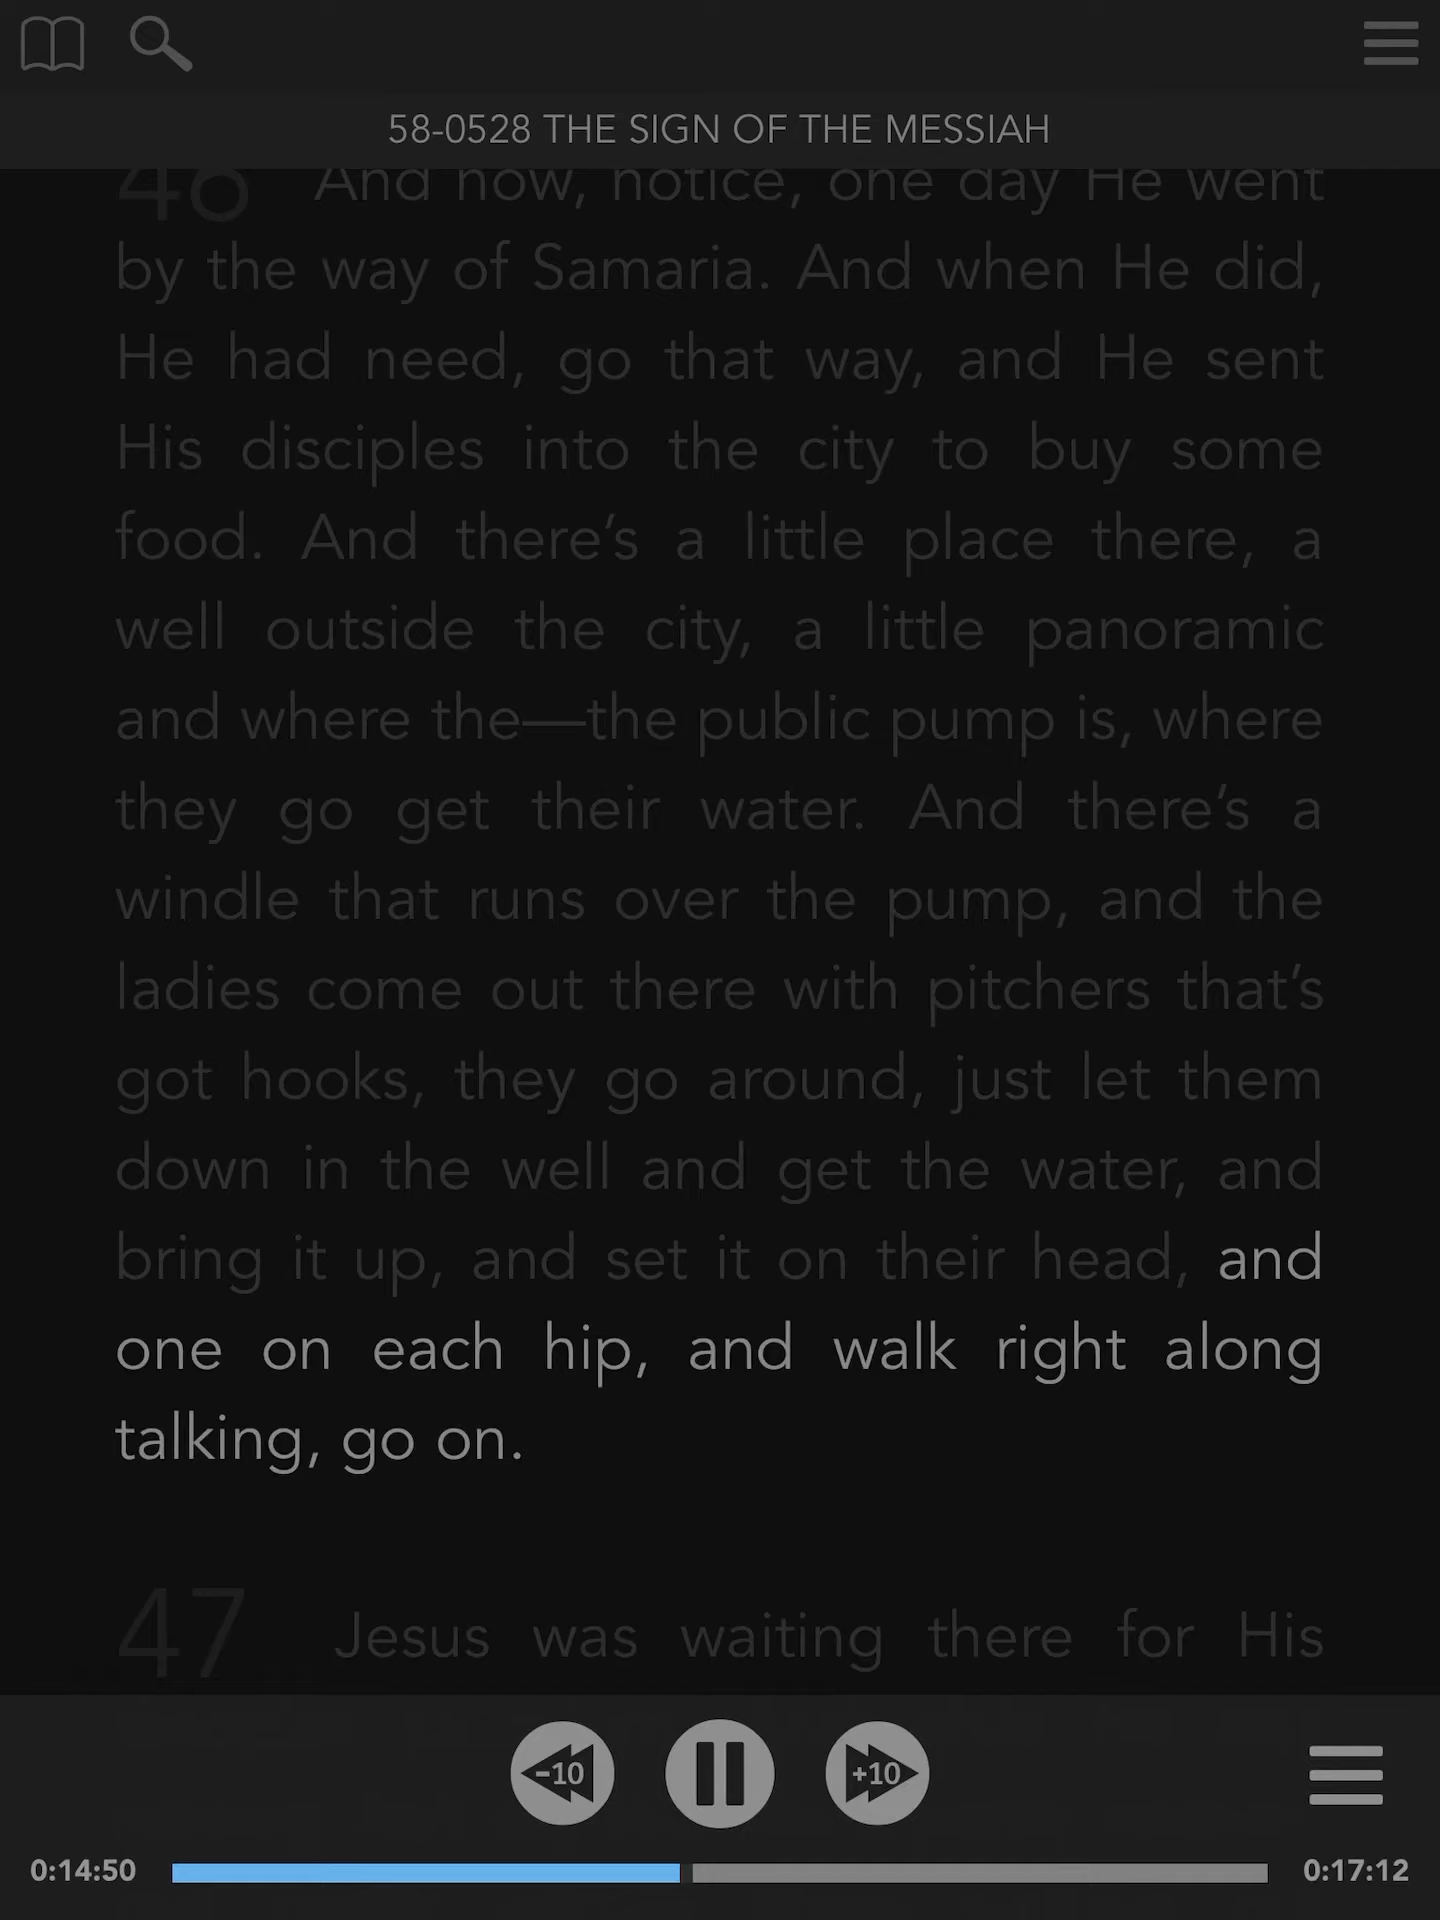 58-0528 THE SIGN OF THE MESSIAH
46 And now, notice, one day He went
by the way of Samaria. And when He did,
He had need, go that way, and He sent
His disciples into the city to buy some
food. And there’s a little place there, a
well outside the city, a little panoramic
and where the—the public pump is, where
they go get their water. And there’s a
windle that runs over the pump, and the
ladies come out there with pitchers that’s
got hooks, they go around, just let them
down in the well and get the water, and
bring it up, and set it on their head, and
one on each hip, and walk right along
talking, go on.
47 Jesus was waiting there for His
-10 +10
0:14:50 0:17:12